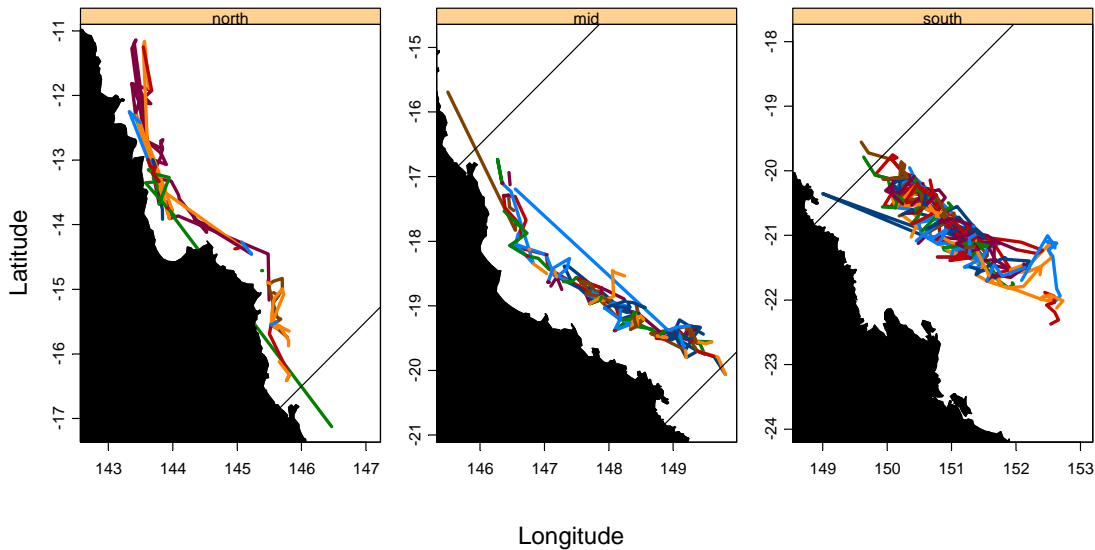 north mid south
-11 -12 -13 -14 -15 -16 -17
-15 -16 -17 -18 -19 -20 -21
-18 -19 -20 -21 -22 -23 -24
Latitude
143 144 145 146 147
146 147 148 149
149 150 151 152 153
Longitude